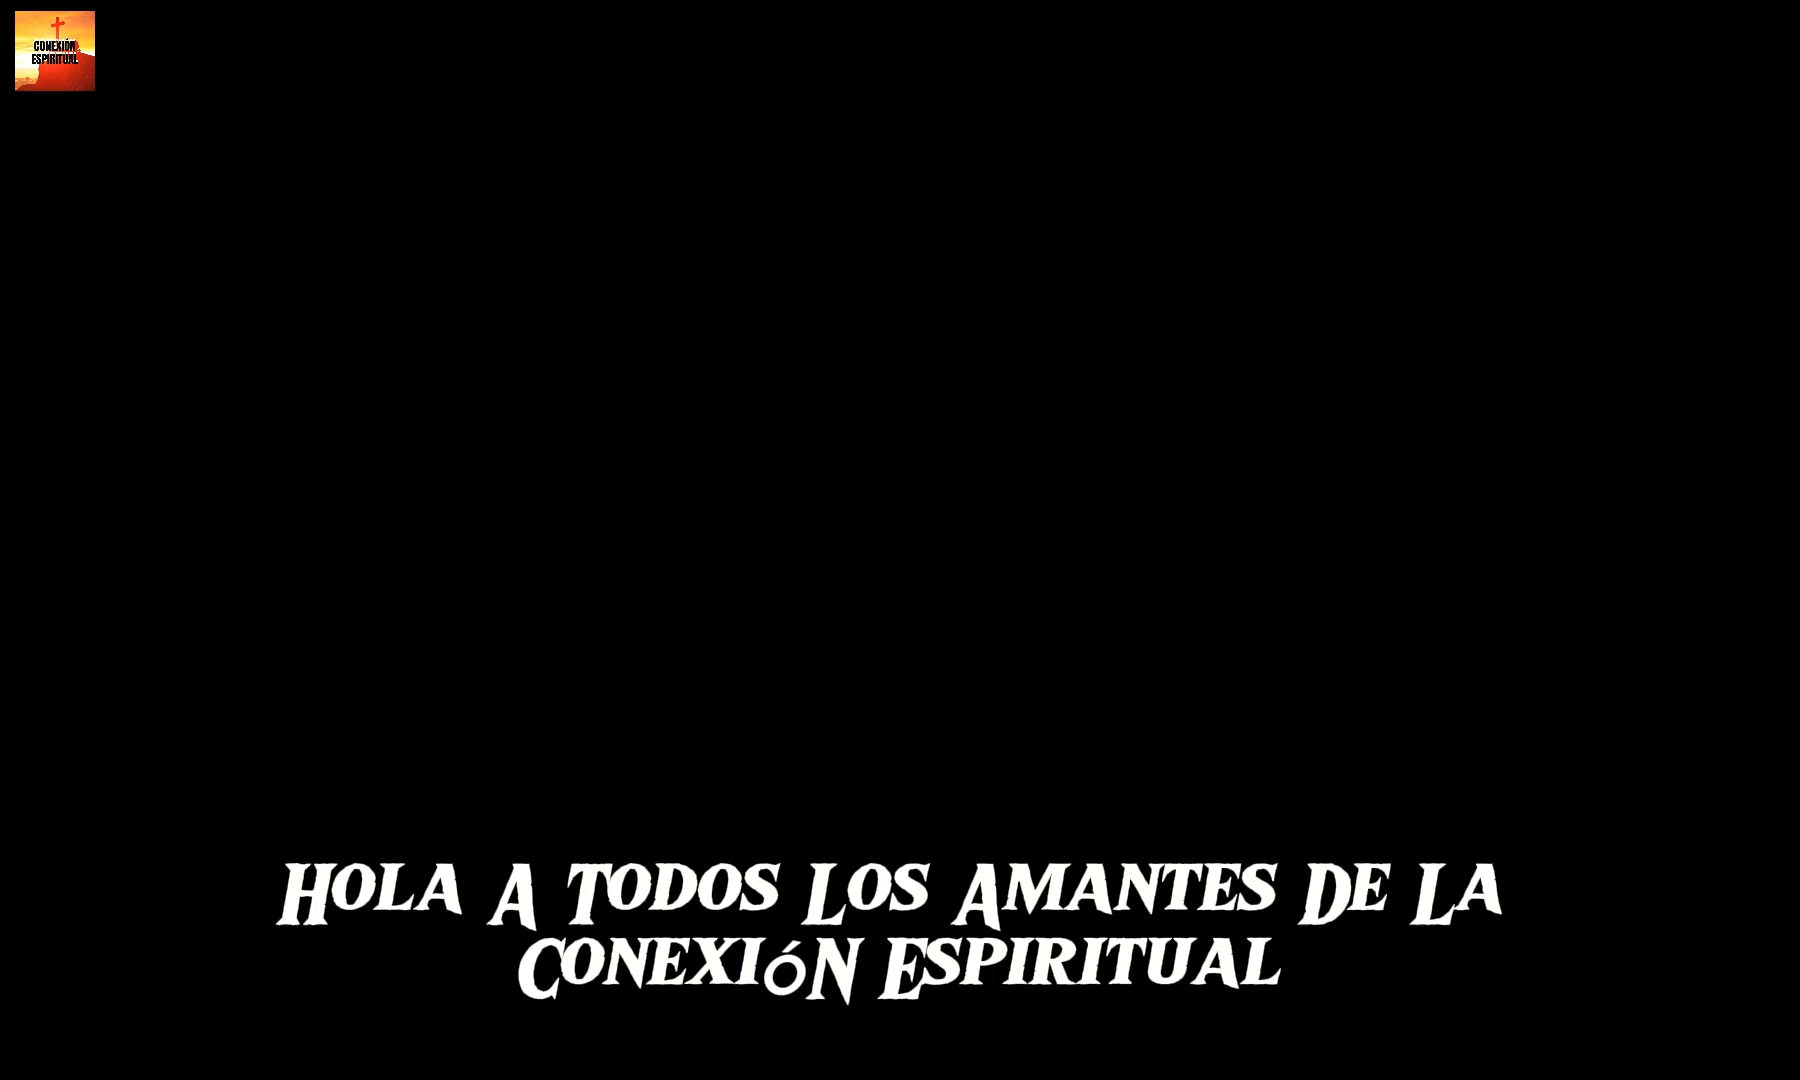 CONEXIÓN
ESPIRITUAL
Hola A Todos Los Amantes De La
ConexióN Espiritual